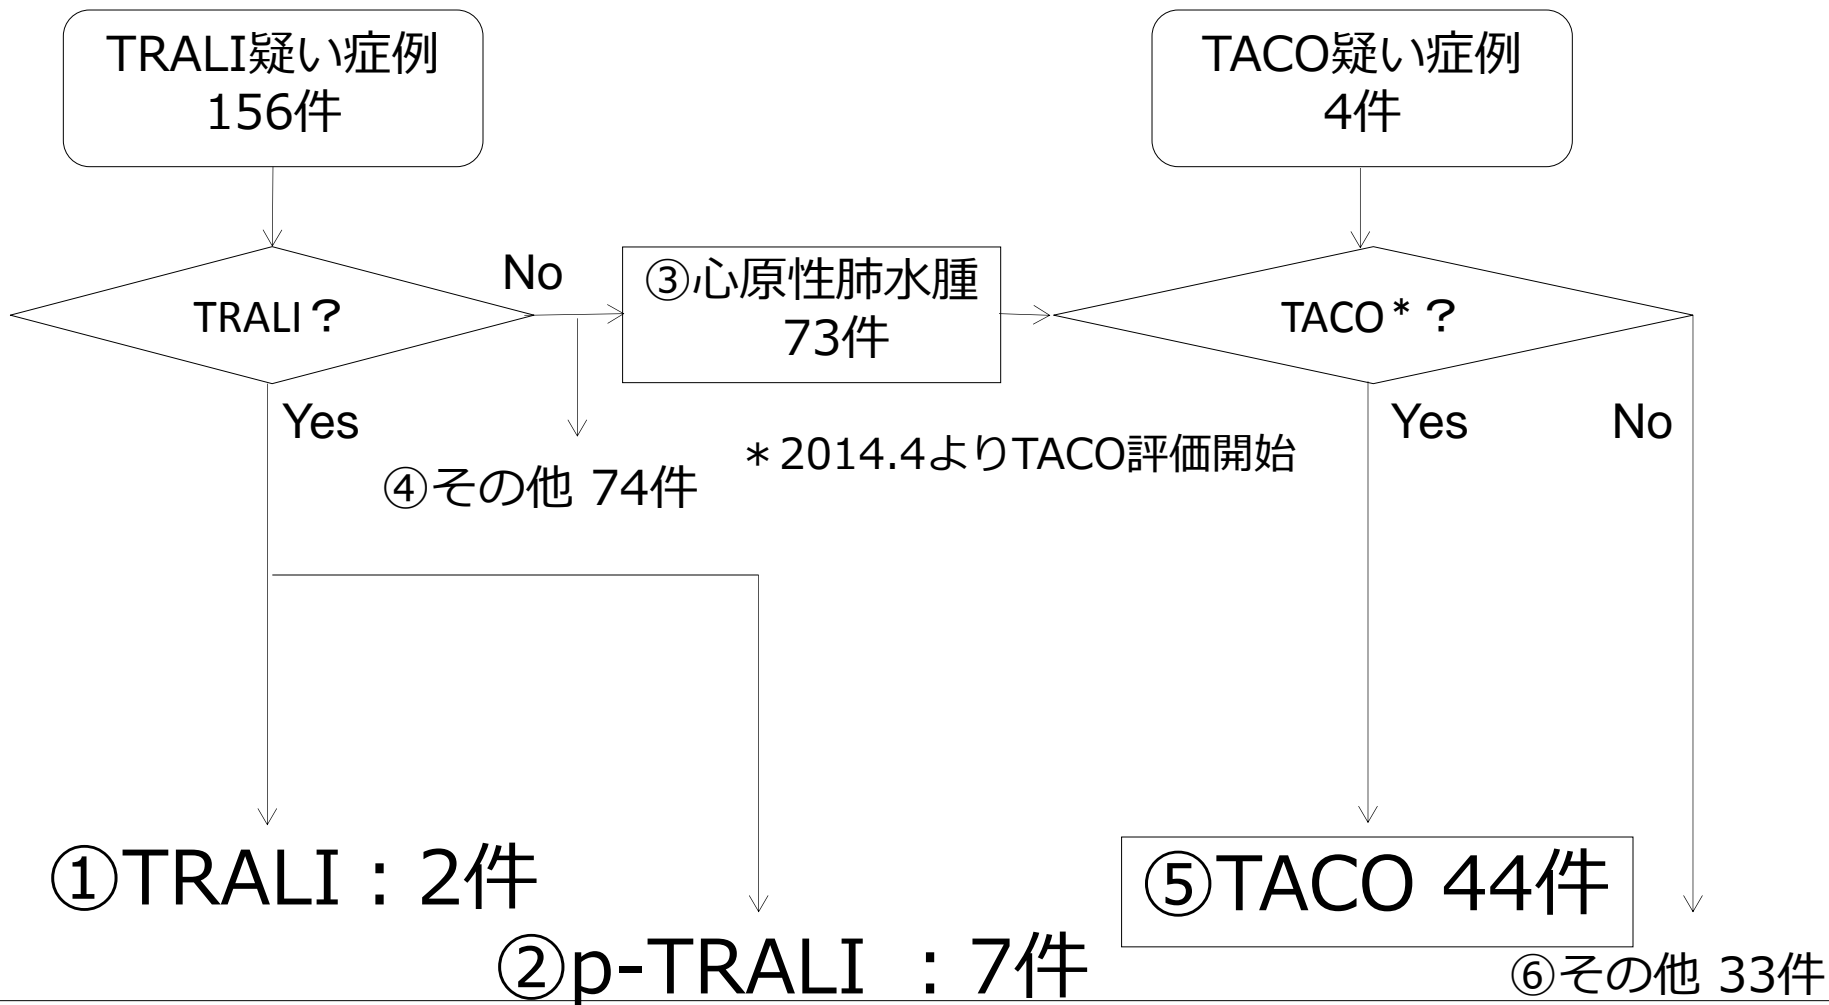 TRALI疑い症例
156件
TACO疑い症例
4件
TRALI？
No
③心原性肺水腫
73件
TACO*？
Yes
④その他 74件
＊2014.4よりTACO評価開始
Yes
No
①TRALI：2件
②p-TRALI ：7件
⑤TACO 44件
⑥その他 33件